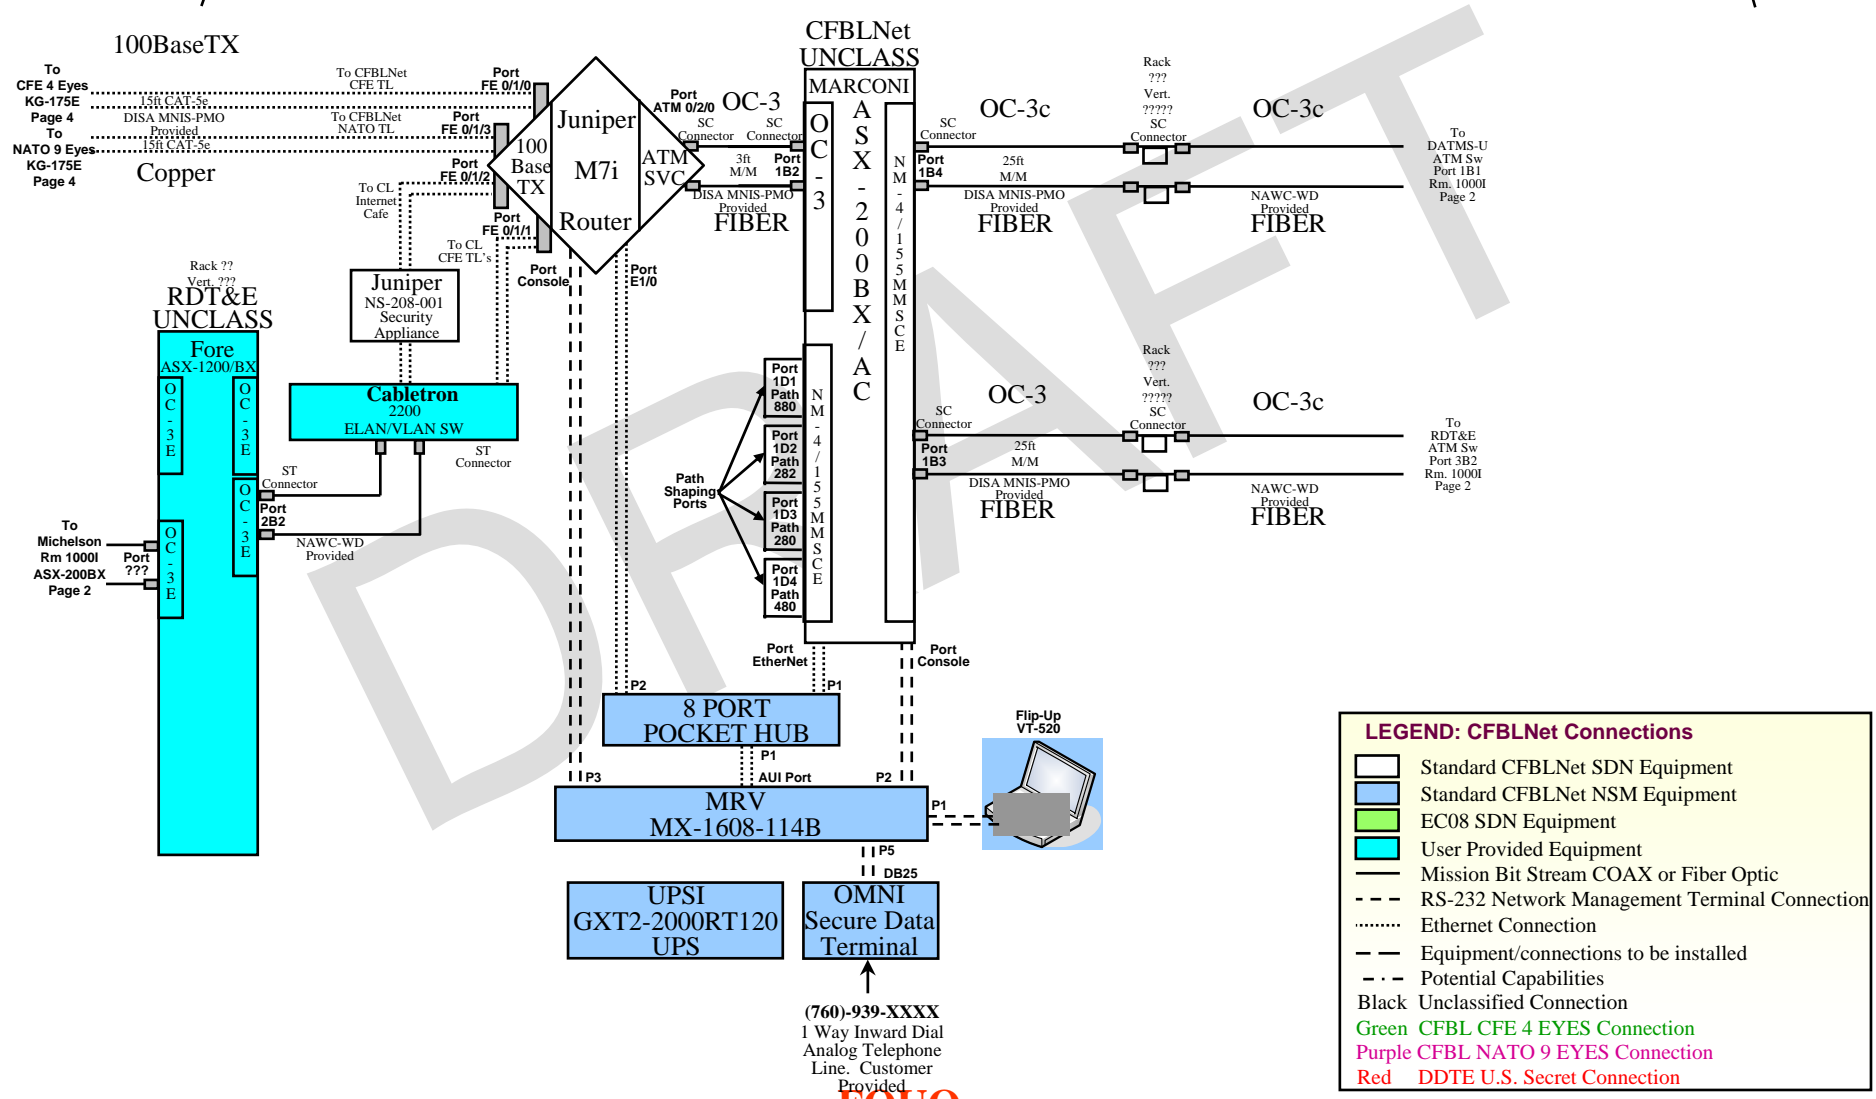 100BaseTX
To
CFE 4 Eyes
KG-175E
Page 4
To
NATO 9 Eyes
KG-175E
Page 4
15ft CAT-5e
DISA MNIS-PMO
Provided
15ft CAT-5e
Copper
To CFBLNet
CFE TL
To CFBLNet
NATO TL
Port
FE 0/1/0
Port
FE 0/1/3
Port
FE 0/1/2
Port
FE 0/1/1
To CL
Internet
Cafe
To CL
CFE TL's
100
Base
TX
Juniper
M7i
Router
ATM
SVC
Port
ATM 0/2/0
OC-3
SC
Connector
SC
Connector
3ft
M/M
Port
1B2
DISA MNIS-PMO
Provided
FIBER
Port
Console
Port
E1/0
CFBLNet
UNCLASS
MARCONI
OC-3
ASX-200BX/AC
NM-4/155MMSCE
NM-4/155MMSCE
SC
Connector
Port
1B4
OC-3c
25ft
M/M
DISA MNIS-PMO
Provided
FIBER
Rack
???
Vert.
?????
SC
Connector
OC-3c
NAWC-WD
Provided
FIBER
To
DATMS-U
ATM Sw
Port 1B1
Rm. 1000I
Page 2
SC
Connector
Port
1B3
OC-3
25ft
M/M
DISA MNIS-PMO
Provided
FIBER
Rack
???
Vert.
?????
SC
Connector
OC-3c
NAWC-WD
Provided
FIBER
To
RDT&E
ATM Sw
Port 3B2
Rm. 1000I
Page 2
Juniper
NS-208-001
Security
Appliance
Rack ??
Vert. ???
RDT&E
UNCLASS
Fore
ASX-1200/BX
OC-3E
OC-3E
OC-3E
OC-3E
Cabletron
2200
ELAN/VLAN SW
ST
Connector
ST
Connector
Port
2B2
NAWC-WD
Provided
To
Michelson
Rm 1000I
ASX-200BX
Page 2
Port
???
Path
Shaping
Ports
Port
1D1
Path
880
Port
1D2
Path
282
Port
1D3
Path
280
Port
1D4
Path
480
Port
EtherNet
Port
Console
P2
P1
8 PORT
POCKET HUB
P1
AUI Port
P3
P2
MRV
MX-1608-114B
P1
Flip-Up
VT-520
P5
DB25
UPSI
GXT2-2000RT120
UPS
OMNI
Secure Data
Terminal
(760)-939-XXXX
1 Way Inward Dial
Analog Telephone
Line. Customer
Provided
FOUO
DRAFT
LEGEND: CFBLNet Connections
Standard CFBLNet SDN Equipment
Standard CFBLNet NSM Equipment
EC08 SDN Equipment
User Provided Equipment
Mission Bit Stream COAX or Fiber Optic
RS-232 Network Management Terminal Connection
Ethernet Connection
Equipment/connections to be installed
Potential Capabilities
Black Unclassified Connection
Green CFBL CFE 4 EYES Connection
Purple CFBL NATO 9 EYES Connection
Red DDTE U.S. Secret Connection